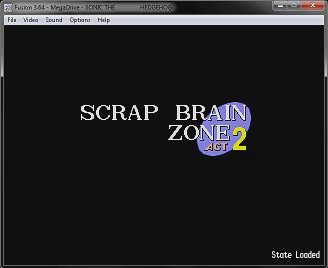 Fusion 3.64 - MegaDrive - SONIC THE HEDGEHOG
File Video Sound Options Help
SCRAP BRAIN
ZONE
ACT 2
State Loaded